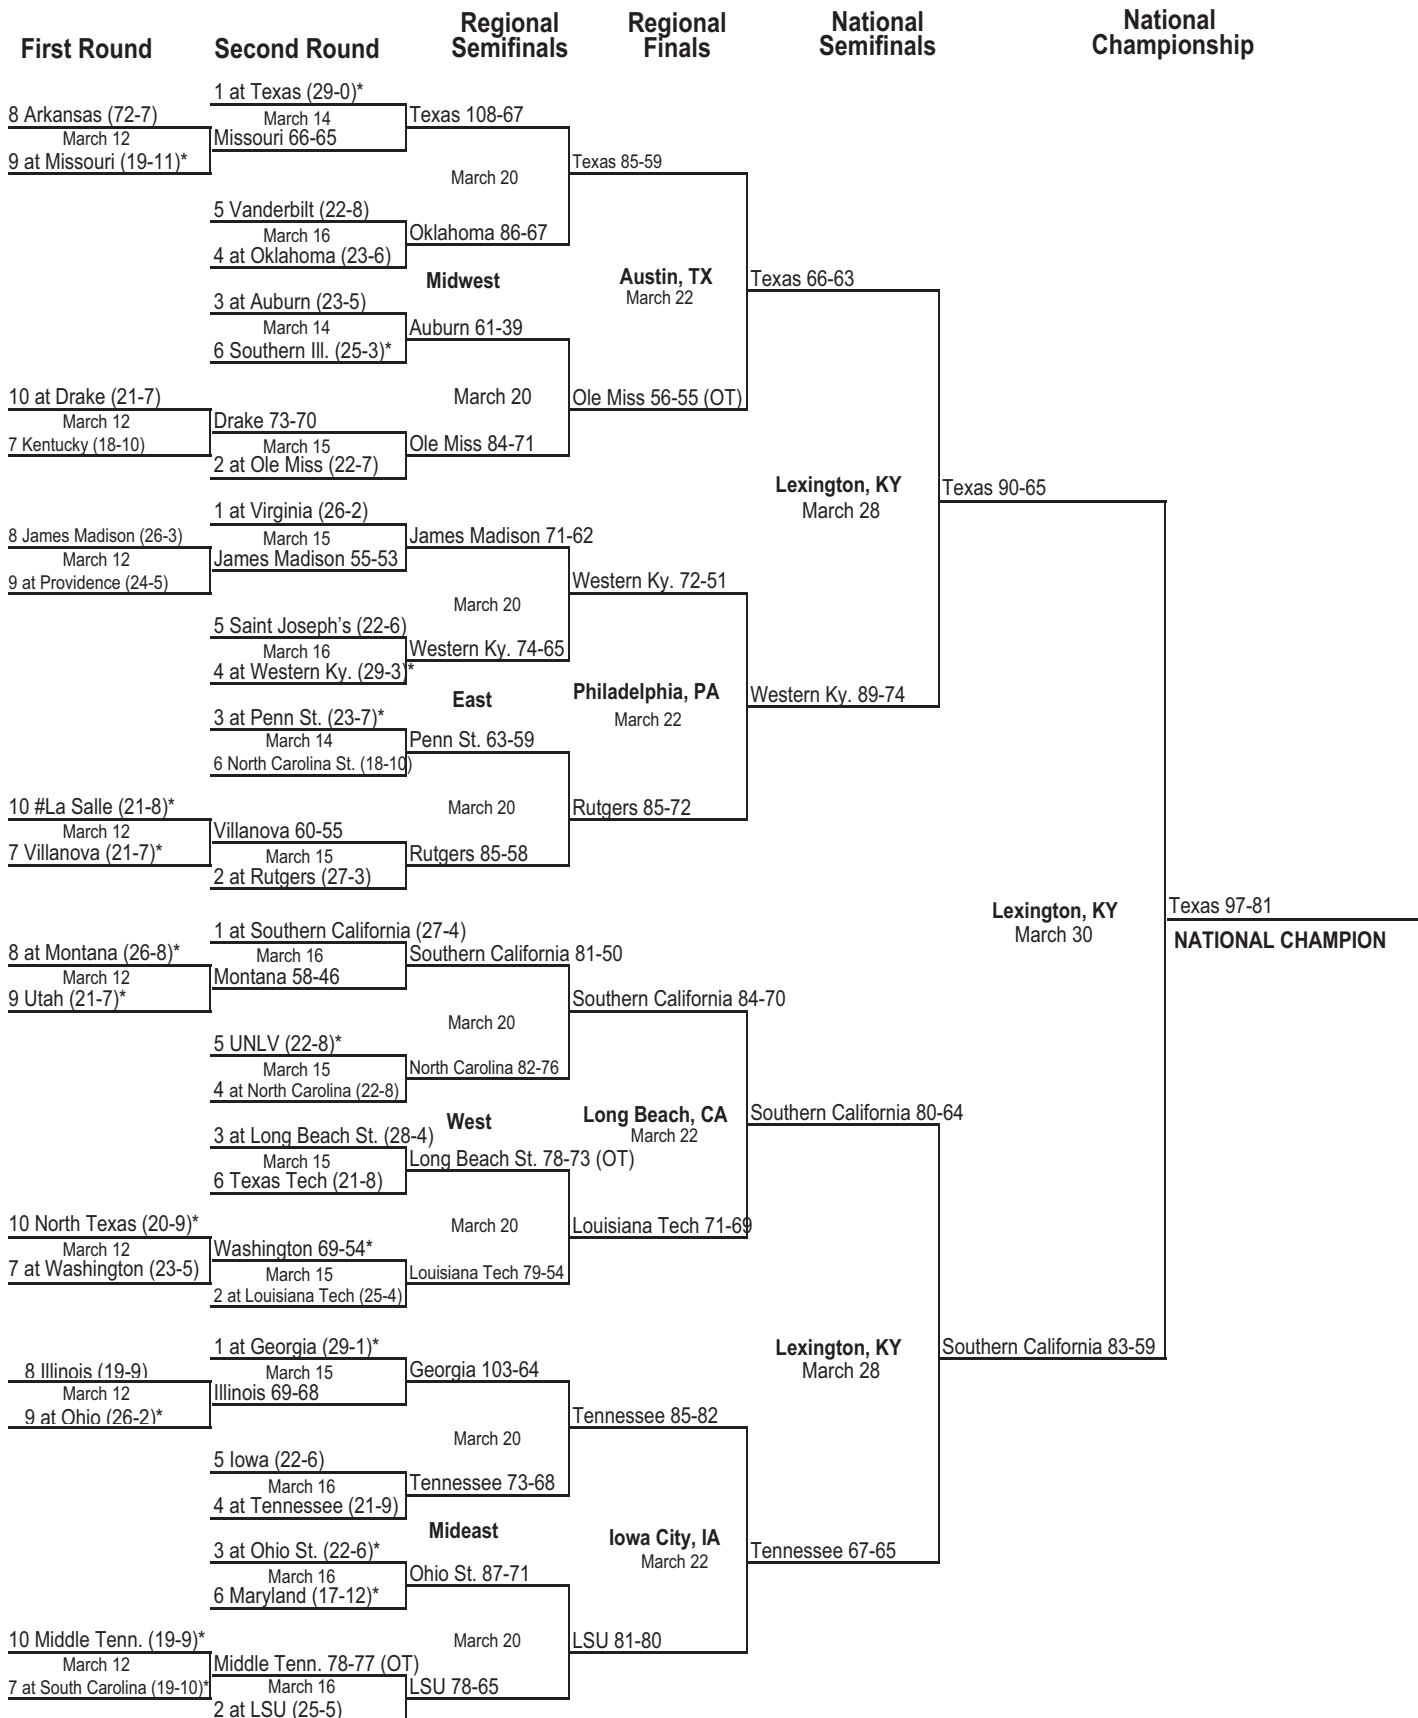 First Round
Second Round
Regional
Semifinals
Regional
Finals
National
Semifinals
National
Championship
1 at Texas (29-0)*
8 Arkansas (72-7)
March 14
Texas 108-67
March 12
Missouri 66-65
9 at Missouri (19-11)*
Texas 85-59
March 20
5 Vanderbilt (22-8)
March 16
Oklahoma 86-67
4 at Oklahoma (23-6)
Midwest
Austin, TX
March 22
Texas 66-63
3 at Auburn (23-5)
March 14
Auburn 61-39
6 Southern Ill. (25-3)*
10 at Drake (21-7)
March 20
Ole Miss 56-55 (OT)
March 12
Drake 73-70
7 Kentucky (18-10)
March 15
Ole Miss 84-71
2 at Ole Miss (22-7)
Lexington, KY
March 28
Texas 90-65
1 at Virginia (26-2)
8 James Madison (26-3)
March 15
James Madison 71-62
March 12
James Madison 55-53
9 at Providence (24-5)
Western Ky. 72-51
March 20
5 Saint Joseph's (22-6)
March 16
Western Ky. 74-65
4 at Western Ky. (29-3)*
East
Philadelphia, PA
March 22
Western Ky. 89-74
3 at Penn St. (23-7)*
March 14
Penn St. 63-59
6 North Carolina St. (18-10)
10 #La Salle (21-8)*
March 20
Rutgers 85-72
March 12
Villanova 60-55
7 Villanova (21-7)*
March 15
Rutgers 85-58
2 at Rutgers (27-3)
Lexington, KY
March 30
Texas 97-81
NATIONAL CHAMPION
1 at Southern California (27-4)
8 at Montana (26-8)*
March 16
Southern California 81-50
March 12
Montana 58-46
9 Utah (21-7)*
Southern California 84-70
March 20
5 UNLV (22-8)*
March 15
North Carolina 82-76
4 at North Carolina (22-8)
West
Long Beach, CA
March 22
Southern California 80-64
3 at Long Beach St. (28-4)
March 15
Long Beach St. 78-73 (OT)
6 Texas Tech (21-8)
10 North Texas (20-9)*
March 20
Louisiana Tech 71-69
March 12
Washington 69-54*
7 at Washington (23-5)
March 15
Louisiana Tech 79-54
2 at Louisiana Tech (25-4)
Lexington, KY
March 28
Southern California 83-59
1 at Georgia (29-1)*
8 Illinois (19-9)
March 15
Georgia 103-64
March 12
Illinois 69-68
9 at Ohio (26-2)*
Tennessee 85-82
March 20
5 Iowa (22-6)
March 16
Tennessee 73-68
4 at Tennessee (21-9)
Mideast
Iowa City, IA
March 22
Tennessee 67-65
3 at Ohio St. (22-6)*
March 16
Ohio St. 87-71
6 Maryland (17-12)*
10 Middle Tenn. (19-9)*
March 20
LSU 81-80
March 12
Middle Tenn. 78-77 (OT)
7 at South Carolina (19-10)*
March 16
LSU 78-65
2 at LSU (25-5)